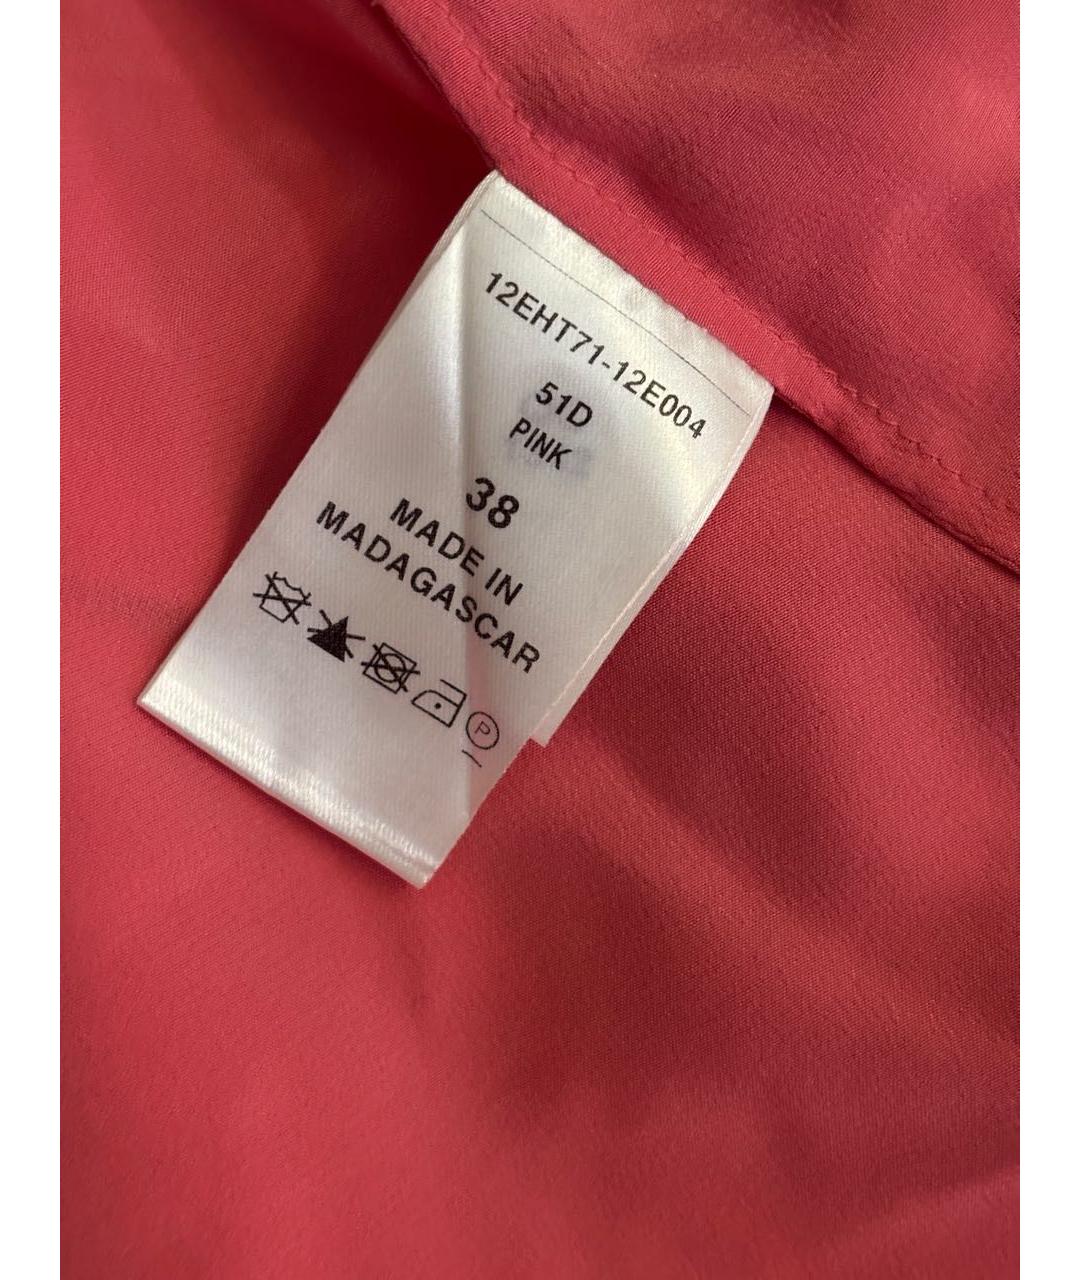 12EHT71-12E004
51D
PINK
38
MADE IN
MADAGASCAR
P